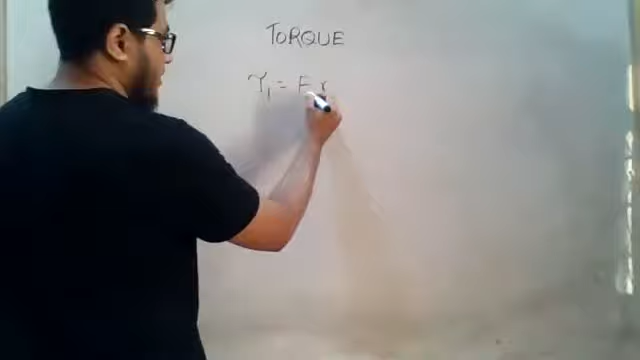 TORQUE
τ₁ = F r